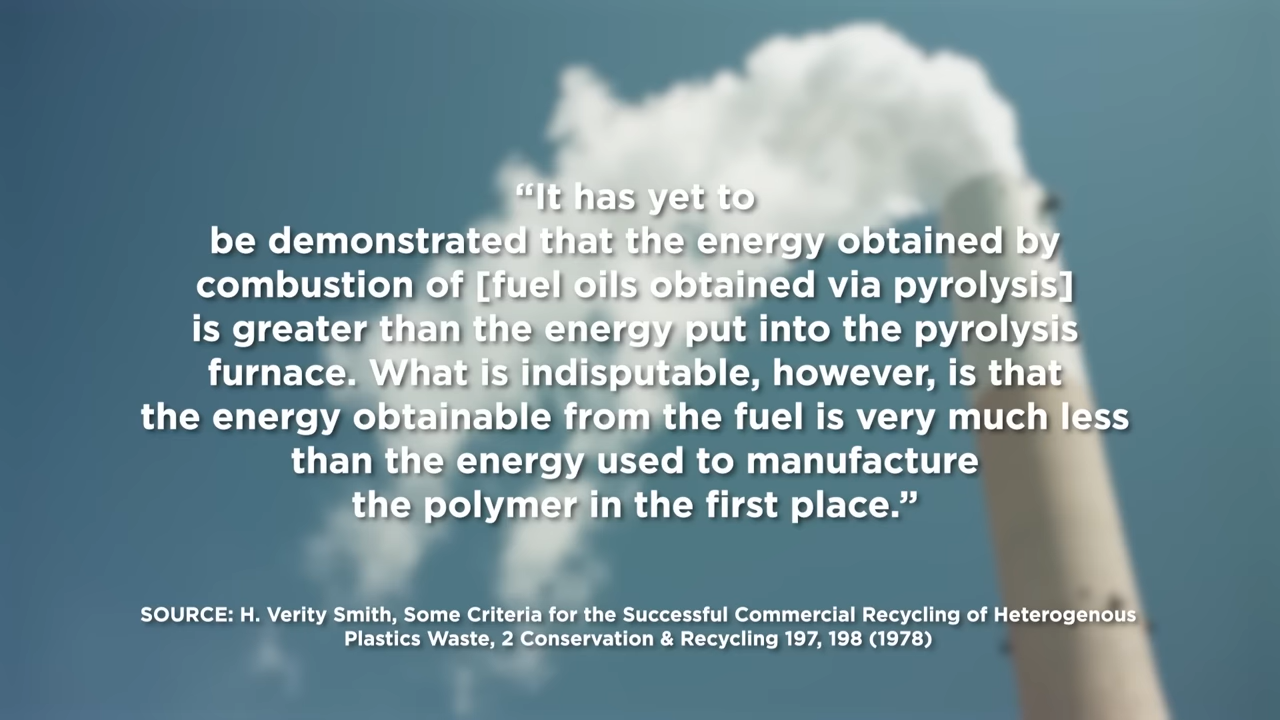 “It has yet to
be demonstrated that the energy obtained by
combustion of [fuel oils obtained via pyrolysis]
is greater than the energy put into the pyrolysis
furnace. What is indisputable, however, is that
the energy obtainable from the fuel is very much less
than the energy used to manufacture
the polymer in the first place.”
SOURCE: H. Verity Smith, Some Criteria for the Successful Commercial Recycling of Heterogenous
Plastics Waste, 2 Conservation & Recycling 197, 198 (1978)